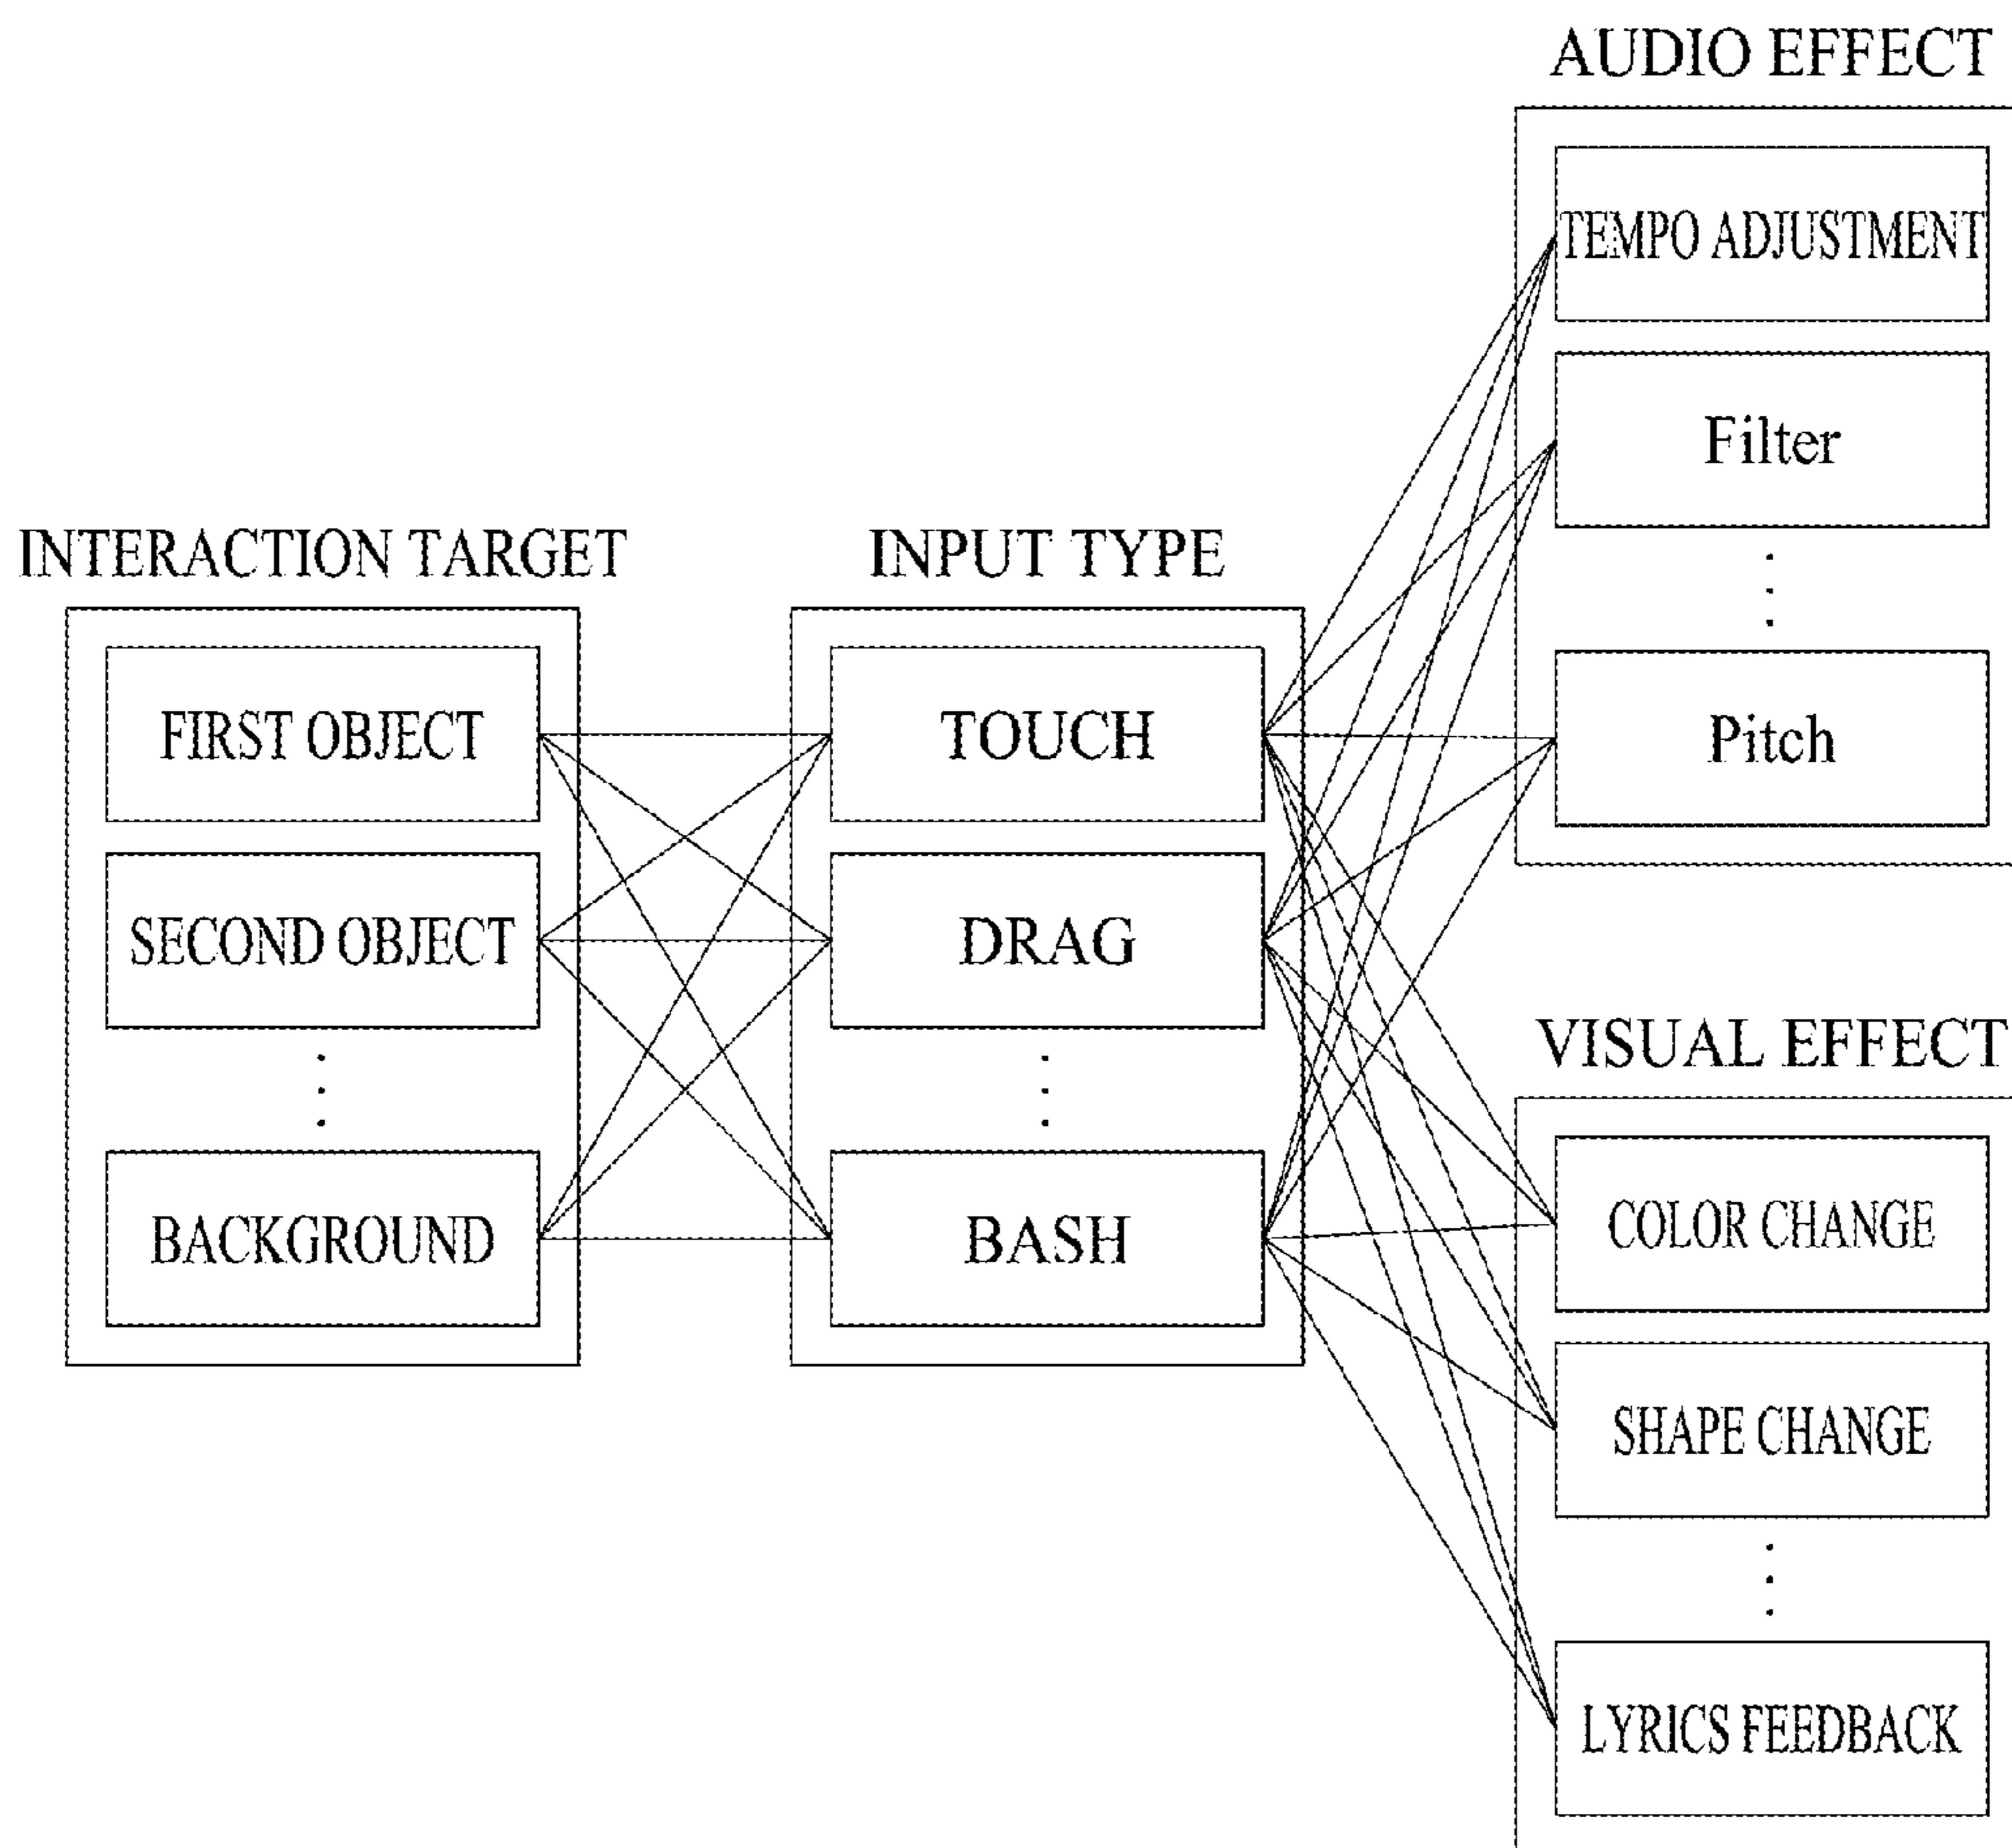 INTERACTION TARGET
FIRST OBJECT
SECOND OBJECT
BACKGROUND
INPUT TYPE
TOUCH
DRAG
BASH
AUDIO EFFECT
TEMPO ADJUSTMENT
Filter
Pitch
VISUAL EFFECT
COLOR CHANGE
SHAPE CHANGE
LYRICS FEEDBACK